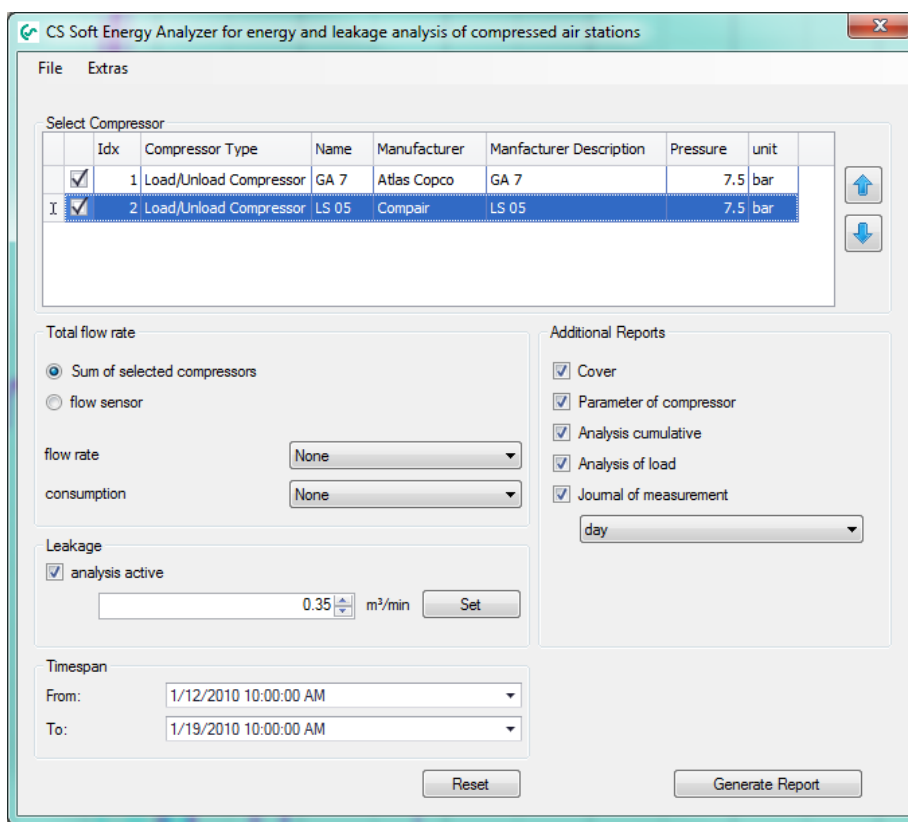 CS Soft Energy Analyzer for energy and leakage analysis of compressed air stations
File Extras
Select Compressor
Idx Compressor Type Name Manufacturer Manfacturer Description Pressure unit
1 Load/Unload Compressor GA 7 Atlas Copco GA 7 7.5 bar
2 Load/Unload Compressor LS 05 Compair LS 05 7.5 bar
Total flow rate
Sum of selected compressors
flow sensor
flow rate None
consumption None
Additional Reports
Cover
Parameter of compressor
Analysis cumulative
Analysis of load
Journal of measurement
day
Leakage
analysis active
0.35 m³/min Set
Timespan
From: 1/12/2010 10:00:00 AM
To: 1/19/2010 10:00:00 AM
Reset Generate Report